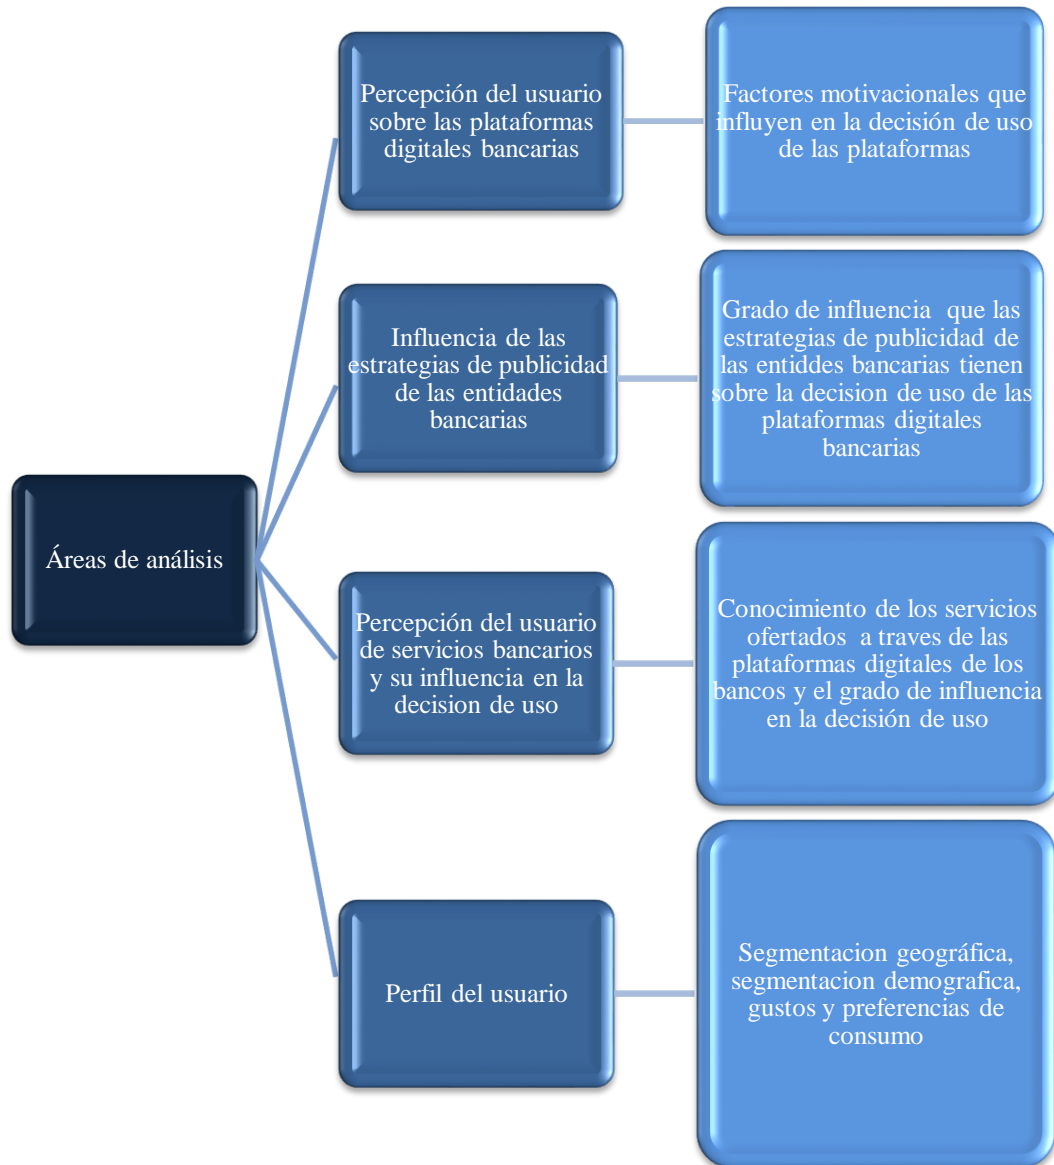 Áreas de análisis
Percepción del usuario
sobre las plataformas
digitales bancarias
Factores motivacionales que
influyen en la decisión de uso
de las plataformas
Influencia de las
estrategias de publicidad
de las entidades
bancarias
Grado de influencia que las
estrategias de publicidad de
las entiddes bancarias tienen
sobre la decision de uso de las
plataformas digitales
bancarias
Percepción del usuario
de servicios bancarios
y su influencia en la
decision de uso
Conocimiento de los servicios
ofertados a traves de las
plataformas digitales de los
bancos y el grado de influencia
en la decisión de uso
Perfil del usuario
Segmentacion geográfica,
segmentacion demografica,
gustos y preferencias de
consumo